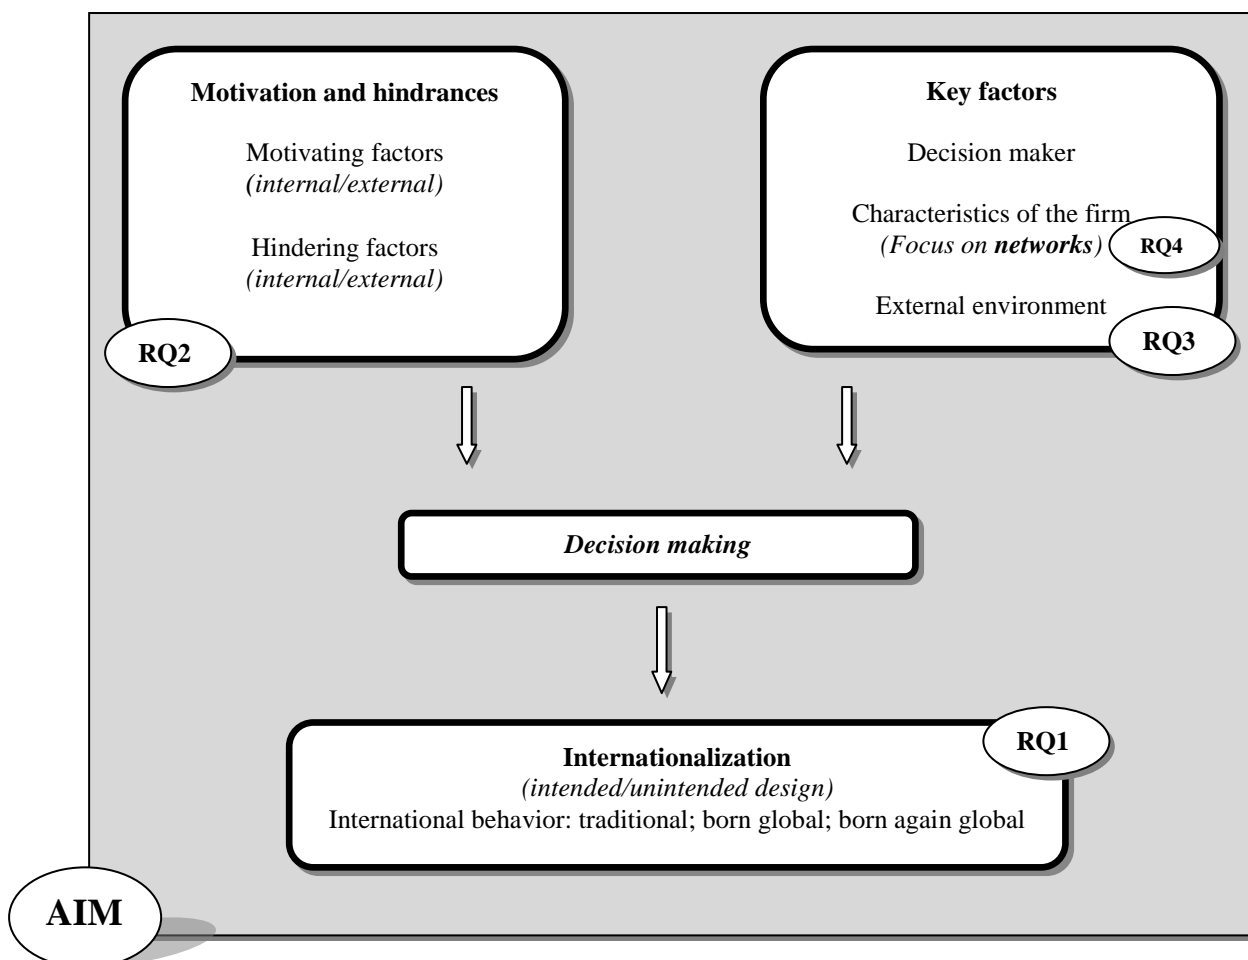 Motivation and hindrances
Motivating factors
(internal/external)
Hindering factors
(internal/external)
RQ2
Key factors
Decision maker
Characteristics of the firm
(Focus on networks)
RQ4
External environment
RQ3
Decision making
RQ1
Internationalization
(intended/unintended design)
International behavior: traditional; born global; born again global
AIM